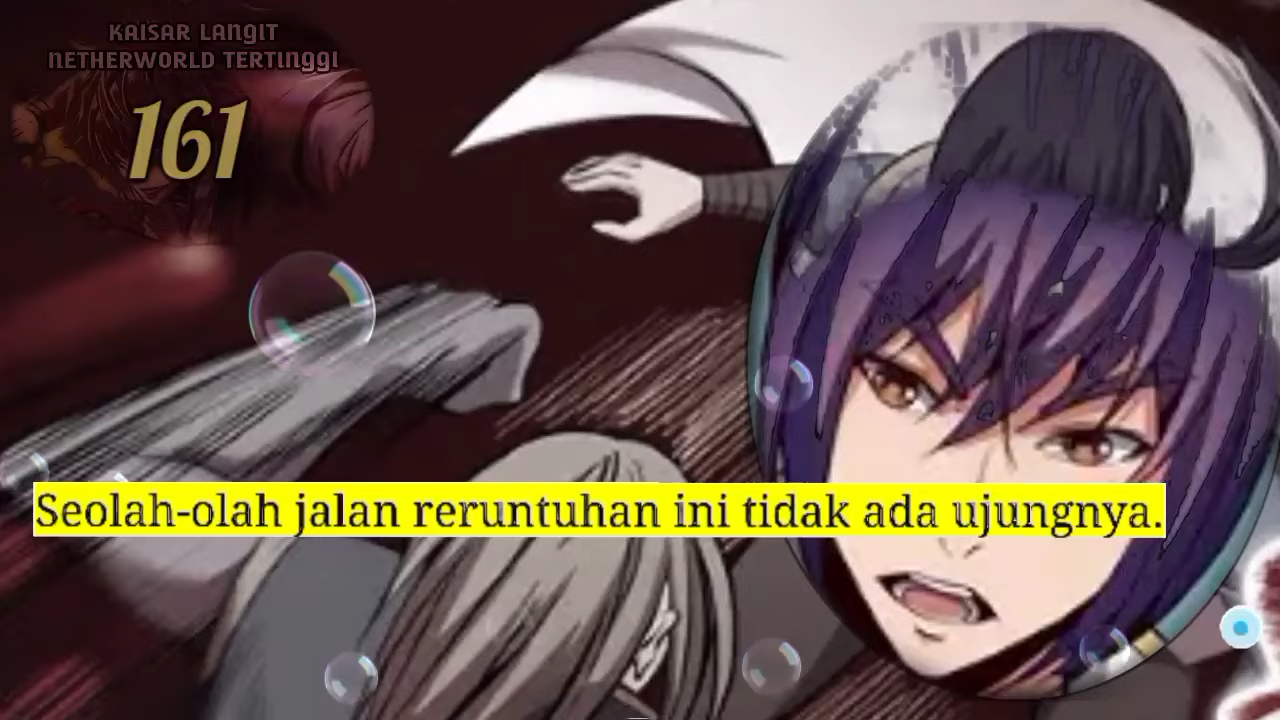 KAISAR LANGIT
NETHERWORLD TERTINGGI
161
Seolah-olah jalan reruntuhan ini tidak ada ujungnya.